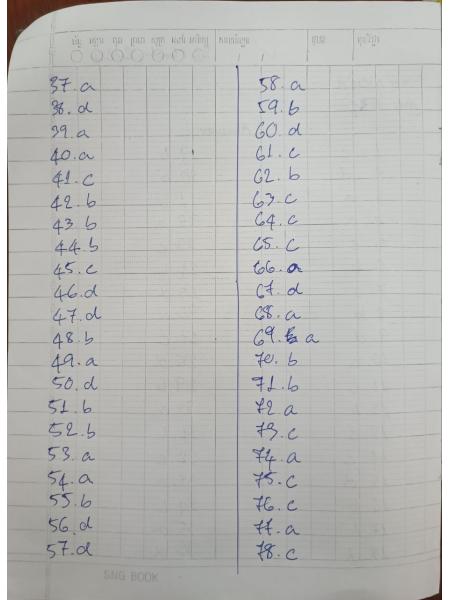 37. a
38. d
39. a
40. a
41. c
42. b
43 b
44. b
45. c
46. d
47. d
48. b
49. a
50. d
51. b
52. b
53. a
54. a
55. b
56. d
57. d
58. a
59. b
60. d
61. c
62. b
63. c
64. c
65. c
66. a
67. d
68. a
69. a
70. b
71. b
72 a
73. c
74. a
75. c
76. c
77. a
78. c
SNG BOOK